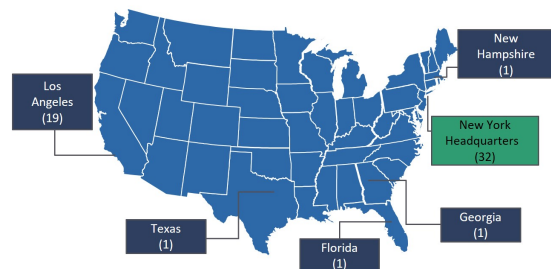 New
Hampshire
(1)
Los
Angeles
(19)
New York
Headquarters
(32)
Texas
(1)
Georgia
(1)
Florida
(1)